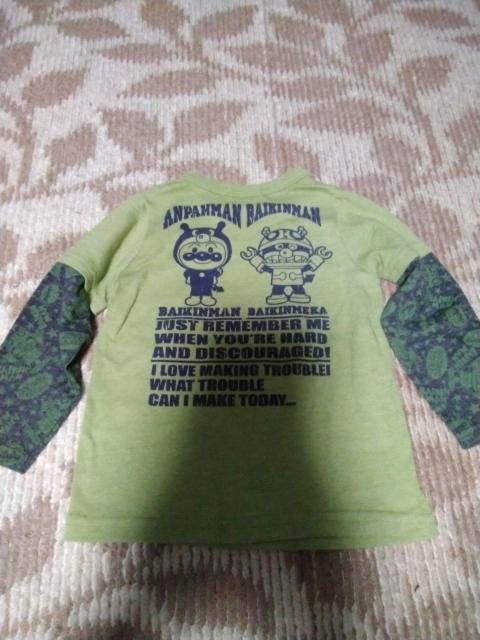 ANPAHMAN BAIKINMAN
BAIKINMAN DAIKINMEKA
JUST REMEMBER ME
WHEN YOU'RE HARD
AND DISCOURAGED!
I LOVE MAKING TROUBLE!
WHAT TROUBLE
CAN I MAKE TODAY...